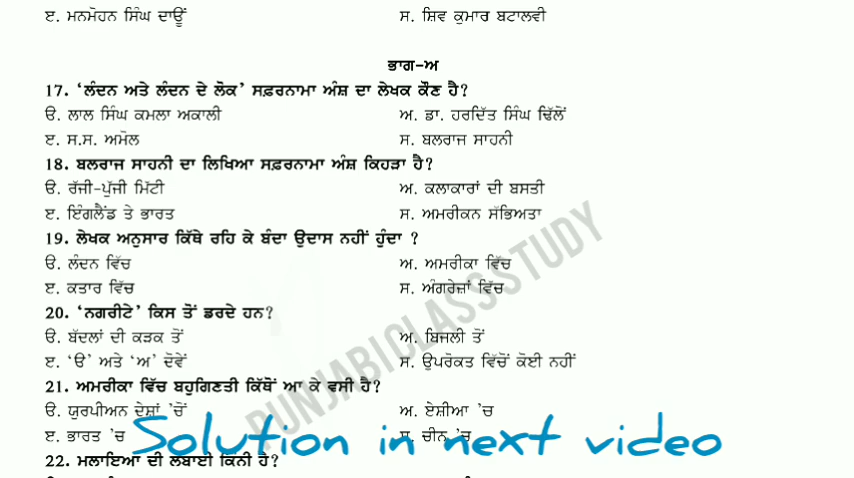 ੲ. ਮਨਮੋਹਨ ਸਿੰਘ ਦਾਊਂ ਸ. ਸ਼ਿਵ ਕੁਮਾਰ ਬਟਾਲਵੀ
ਭਾਗ-ਅ
17. ‘ਲੰਦਨ ਅਤੇ ਲੰਦਨ ਦੇ ਲੋਕ’ ਸਫ਼ਰਨਾਮਾ ਅੰਸ਼ ਦਾ ਲੇਖਕ ਕੌਣ ਹੈ?
ੳ. ਲਾਲ ਸਿੰਘ ਕਮਲਾ ਅਕਾਲੀ ਅ. ਡਾ. ਹਰਦਿੱਤ ਸਿੰਘ ਢਿੱਲੋਂ
ੲ. ਸ.ਸ. ਅਮੋਲ ਸ. ਬਲਰਾਜ ਸਾਹਨੀ
18. ਬਲਰਾਜ ਸਾਹਨੀ ਦਾ ਲਿਖਿਆ ਸਫ਼ਰਨਾਮਾ ਅੰਸ਼ ਕਿਹੜਾ ਹੈ?
ੳ. ਰੱਜੀ-ਪੁੱਜੀ ਮਿੱਟੀ ਅ. ਕਲਾਕਾਰਾਂ ਦੀ ਬਸਤੀ
ੲ. ਇੰਗਲੈਂਡ ਤੇ ਭਾਰਤ ਸ. ਅਮਰੀਕਨ ਸੱਭਿਅਤਾ
19. ਲੇਖਕ ਅਨੁਸਾਰ ਕਿੱਥੇ ਰਹਿ ਕੇ ਬੰਦਾ ਉਦਾਸ ਨਹੀਂ ਹੁੰਦਾ ?
ੳ. ਲੰਦਨ ਵਿੱਚ ਅ. ਅਮਰੀਕਾ ਵਿੱਚ
ੲ. ਕਤਾਰ ਵਿੱਚ ਸ. ਅੰਗਰੇਜ਼ਾਂ ਵਿੱਚ
20. ‘ਨਗਰੀਟੇ’ ਕਿਸ ਤੋਂ ਡਰਦੇ ਹਨ?
ੳ. ਬੱਦਲਾਂ ਦੀ ਕੜਕ ਤੋਂ ਅ. ਬਿਜਲੀ ਤੋਂ
ੲ. ‘ੳ’ ਅਤੇ ‘ਅ’ ਦੋਵੇਂ ਸ. ਉਪਰੋਕਤ ਵਿੱਚੋਂ ਕੋਈ ਨਹੀਂ
21. ਅਮਰੀਕਾ ਵਿੱਚ ਬਹੁਗਿਣਤੀ ਕਿੱਥੋਂ ਆ ਕੇ ਵਸੀ ਹੈ?
ੳ. ਯੂਰਪੀਅਨ ਦੇਸ਼ਾਂ ’ਚੋਂ ਅ. ਏਸ਼ੀਆ ’ਚ
ੲ. ਭਾਰਤ ’ਚ ਸ. ਚੀਨ ’ਚ
Solution in next video
22. ਮਲਾਇਆ ਦੀ ਲੰਬਾਈ ਕਿੰਨੀ ਹੈ?
PUNJABICLASSSTUDY